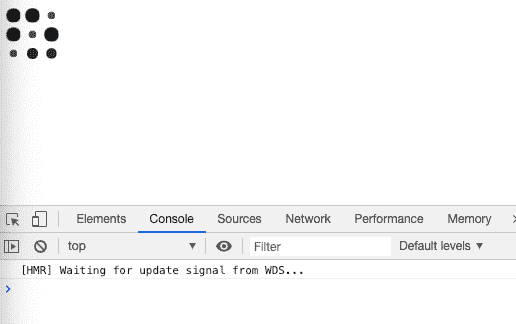 Elements Console Sources Network Performance Memory
top Filter Default levels
[HMR] Waiting for update signal from WDS...